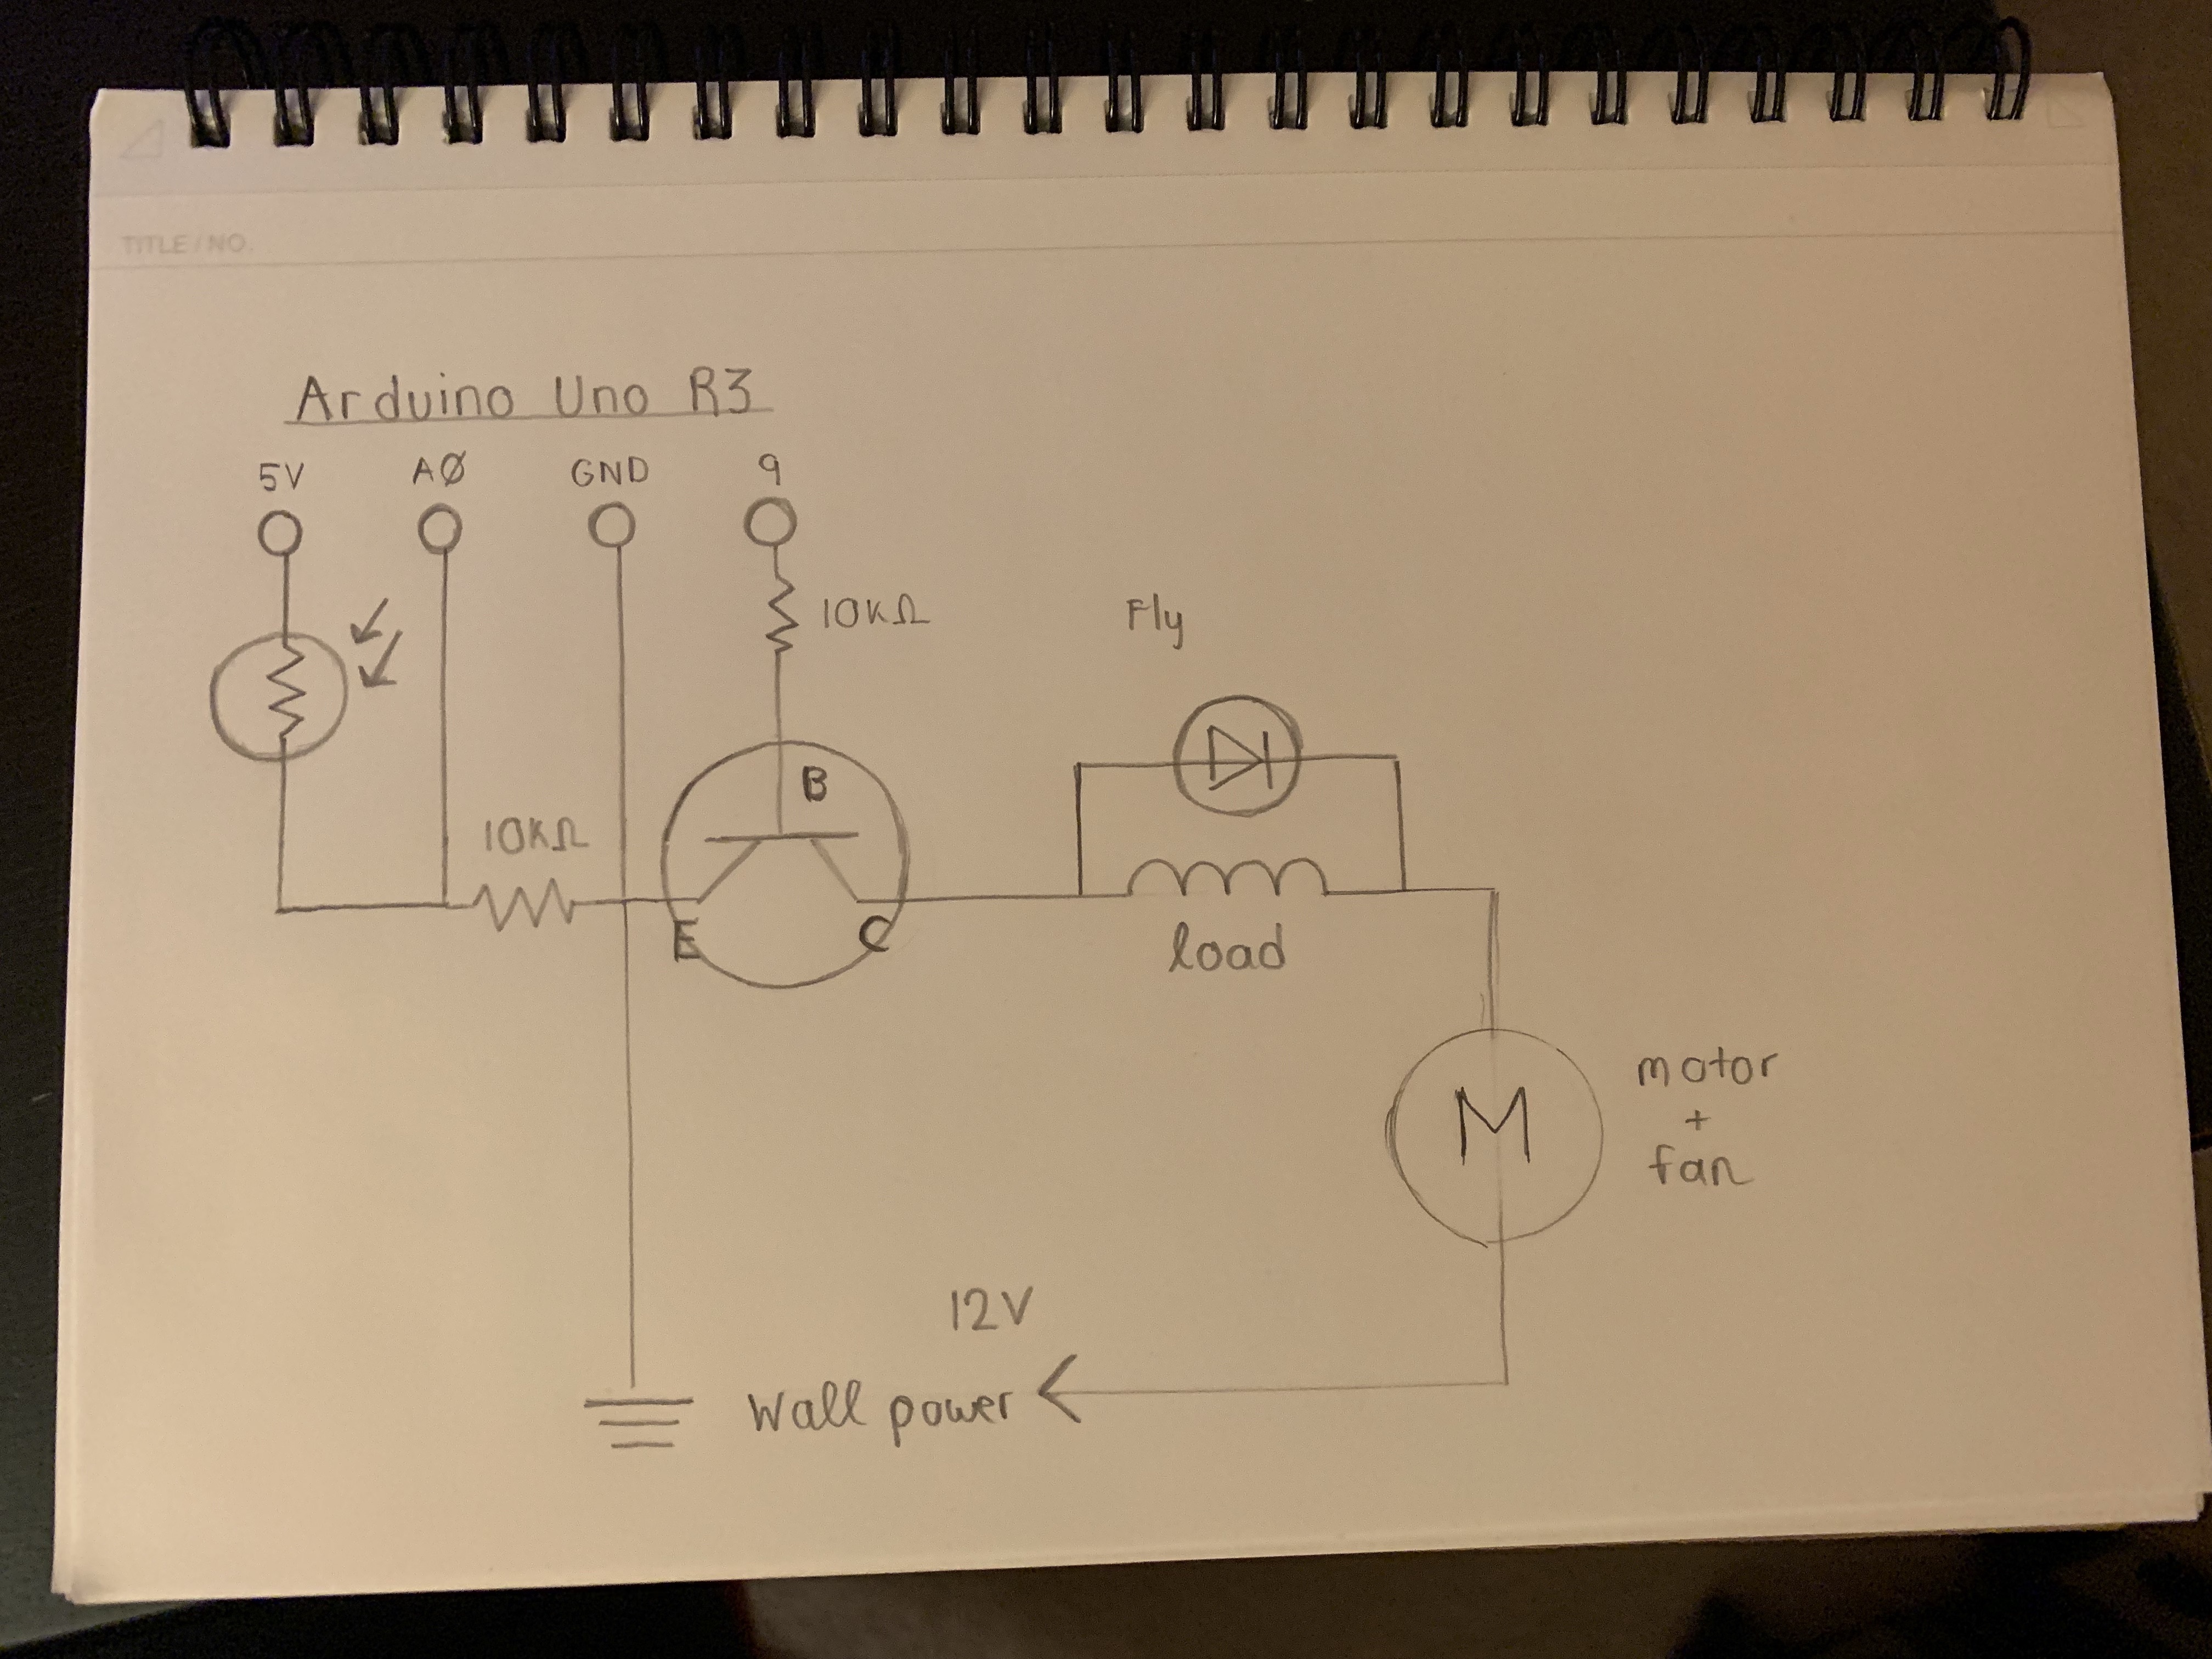 TITLE/NO.
Arduino Uno R3
5V AØ GND 9
10KΩ
Fly
B
10KΩ
E C
load
M
motor
+
fan
12V
Wall power